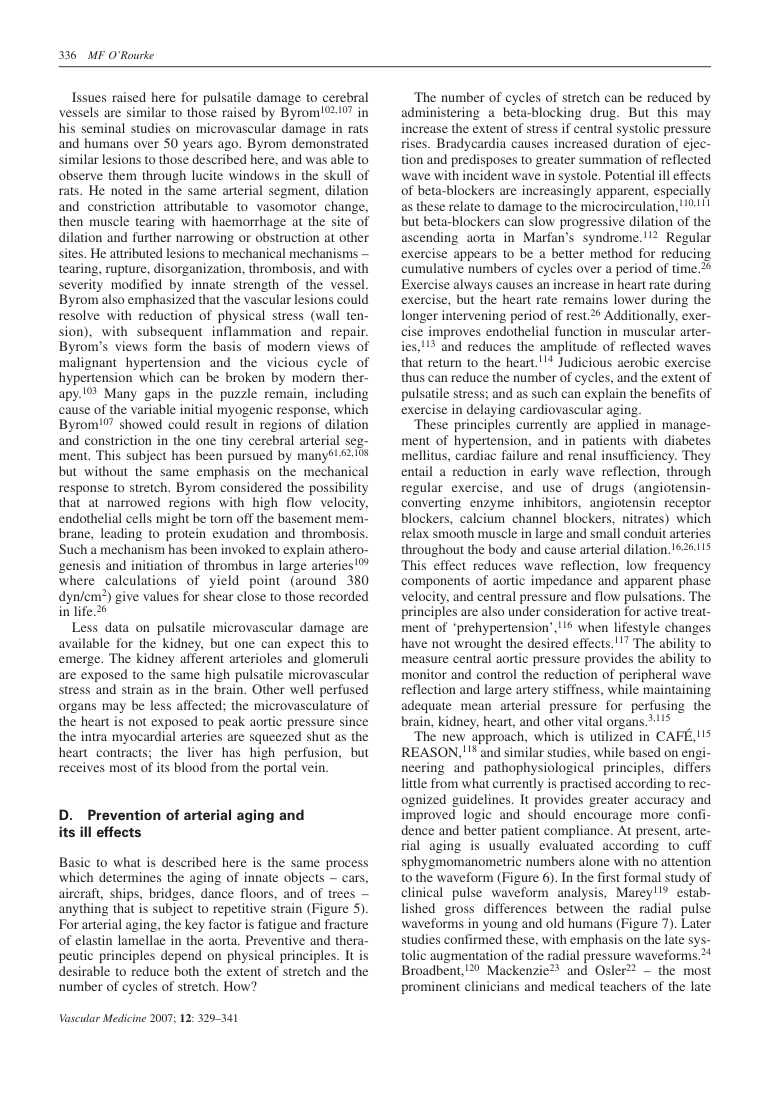 336 MF O'Rourke
Issues raised here for pulsatile damage to cerebral
vessels are similar to those raised by Byrom102,107 in
his seminal studies on microvascular damage in rats
and humans over 50 years ago. Byrom demonstrated
similar lesions to those described here, and was able to
observe them through lucite windows in the skull of
rats. He noted in the same arterial segment, dilation
and constriction attributable to vasomotor change,
then muscle tearing with haemorrhage at the site of
dilation and further narrowing or obstruction at other
sites. He attributed lesions to mechanical mechanisms –
tearing, rupture, disorganization, thrombosis, and with
severity modified by innate strength of the vessel.
Byrom also emphasized that the vascular lesions could
resolve with reduction of physical stress (wall ten-
sion), with subsequent inflammation and repair.
Byrom's views form the basis of modern views of
malignant hypertension and the vicious cycle of
hypertension which can be broken by modern ther-
apy.103 Many gaps in the puzzle remain, including
cause of the variable initial myogenic response, which
Byrom107 showed could result in regions of dilation
and constriction in the one tiny cerebral arterial seg-
ment. This subject has been pursued by many61,62,108
but without the same emphasis on the mechanical
response to stretch. Byrom considered the possibility
that at narrowed regions with high flow velocity,
endothelial cells might be torn off the basement mem-
brane, leading to protein exudation and thrombosis.
Such a mechanism has been invoked to explain athero-
genesis and initiation of thrombus in large arteries109
where calculations of yield point (around 380
dyn/cm2) give values for shear close to those recorded
in life.26
Less data on pulsatile microvascular damage are
available for the kidney, but one can expect this to
emerge. The kidney afferent arterioles and glomeruli
are exposed to the same high pulsatile microvascular
stress and strain as in the brain. Other well perfused
organs may be less affected; the microvasculature of
the heart is not exposed to peak aortic pressure since
the intra myocardial arteries are squeezed shut as the
heart contracts; the liver has high perfusion, but
receives most of its blood from the portal vein.
D. Prevention of arterial aging and
its ill effects
Basic to what is described here is the same process
which determines the aging of innate objects – cars,
aircraft, ships, bridges, dance floors, and of trees –
anything that is subject to repetitive strain (Figure 5).
For arterial aging, the key factor is fatigue and fracture
of elastin lamellae in the aorta. Preventive and thera-
peutic principles depend on physical principles. It is
desirable to reduce both the extent of stretch and the
number of cycles of stretch. How?
The number of cycles of stretch can be reduced by
administering a beta-blocking drug. But this may
increase the extent of stress if central systolic pressure
rises. Bradycardia causes increased duration of ejec-
tion and predisposes to greater summation of reflected
wave with incident wave in systole. Potential ill effects
of beta-blockers are increasingly apparent, especially
as these relate to damage to the microcirculation,110,111
but beta-blockers can slow progressive dilation of the
ascending aorta in Marfan's syndrome.112 Regular
exercise appears to be a better method for reducing
cumulative numbers of cycles over a period of time.26
Exercise always causes an increase in heart rate during
exercise, but the heart rate remains lower during the
longer intervening period of rest.26 Additionally, exer-
cise improves endothelial function in muscular arter-
ies,113 and reduces the amplitude of reflected waves
that return to the heart.114 Judicious aerobic exercise
thus can reduce the number of cycles, and the extent of
pulsatile stress; and as such can explain the benefits of
exercise in delaying cardiovascular aging.
These principles currently are applied in manage-
ment of hypertension, and in patients with diabetes
mellitus, cardiac failure and renal insufficiency. They
entail a reduction in early wave reflection, through
regular exercise, and use of drugs (angiotensin-
converting enzyme inhibitors, angiotensin receptor
blockers, calcium channel blockers, nitrates) which
relax smooth muscle in large and small conduit arteries
throughout the body and cause arterial dilation.16,26,115
This effect reduces wave reflection, low frequency
components of aortic impedance and apparent phase
velocity, and central pressure and flow pulsations. The
principles are also under consideration for active treat-
ment of 'prehypertension',116 when lifestyle changes
have not wrought the desired effects.117 The ability to
measure central aortic pressure provides the ability to
monitor and control the reduction of peripheral wave
reflection and large artery stiffness, while maintaining
adequate mean arterial pressure for perfusing the
brain, kidney, heart, and other vital organs.3,115
The new approach, which is utilized in CAFÉ,115
REASON,118 and similar studies, while based on engi-
neering and pathophysiological principles, differs
little from what currently is practised according to rec-
ognized guidelines. It provides greater accuracy and
improved logic and should encourage more confi-
dence and better patient compliance. At present, arte-
rial aging is usually evaluated according to cuff
sphygmomanometric numbers alone with no attention
to the waveform (Figure 6). In the first formal study of
clinical pulse waveform analysis, Marey119 estab-
lished gross differences between the radial pulse
waveforms in young and old humans (Figure 7). Later
studies confirmed these, with emphasis on the late sys-
tolic augmentation of the radial pressure waveforms.24
Broadbent,120 Mackenzie23 and Osler22 – the most
prominent clinicians and medical teachers of the late
Vascular Medicine 2007; 12: 329–341